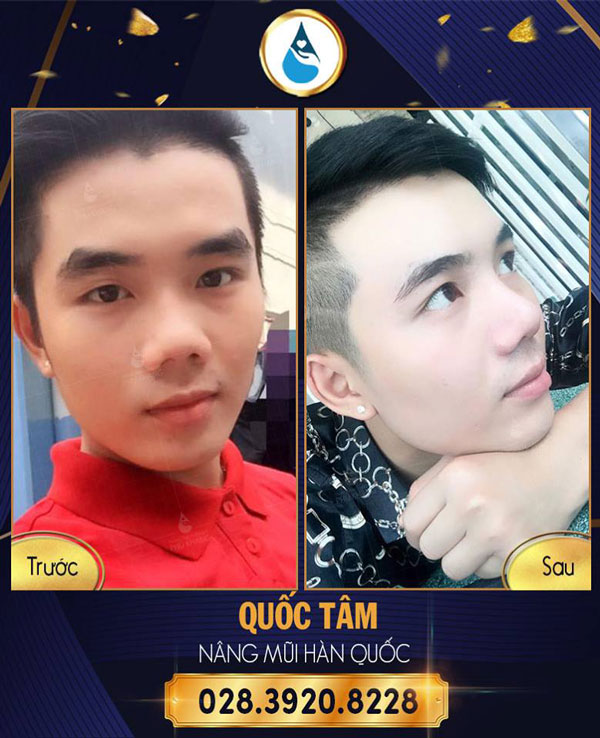 Trước
Sau
QUỐC TÂM
NÂNG MŨI HÀN QUỐC
028.3920.8228